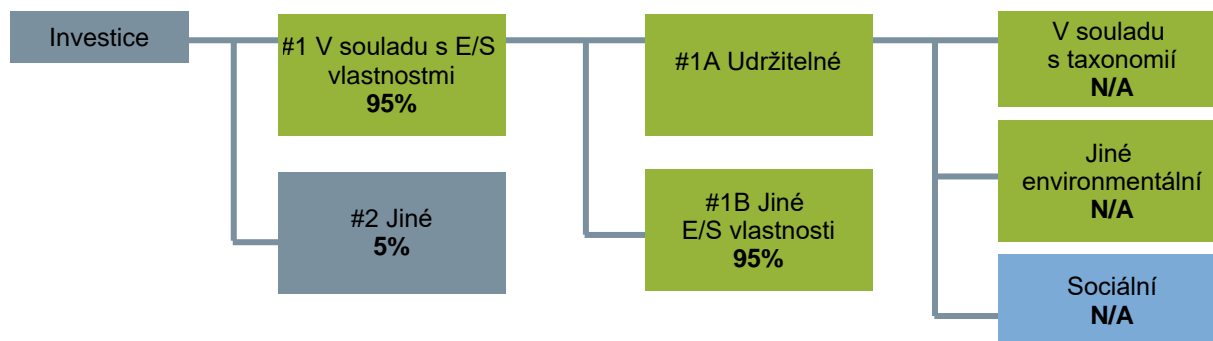 Investice
#1 V souladu s E/S
vlastnostmi
95%
#2 Jiné
5%
#1A Udržitelné
#1B Jiné
E/S vlastnosti
95%
V souladu
s taxonomií
N/A
Jiné
environmentální
N/A
Sociální
N/A